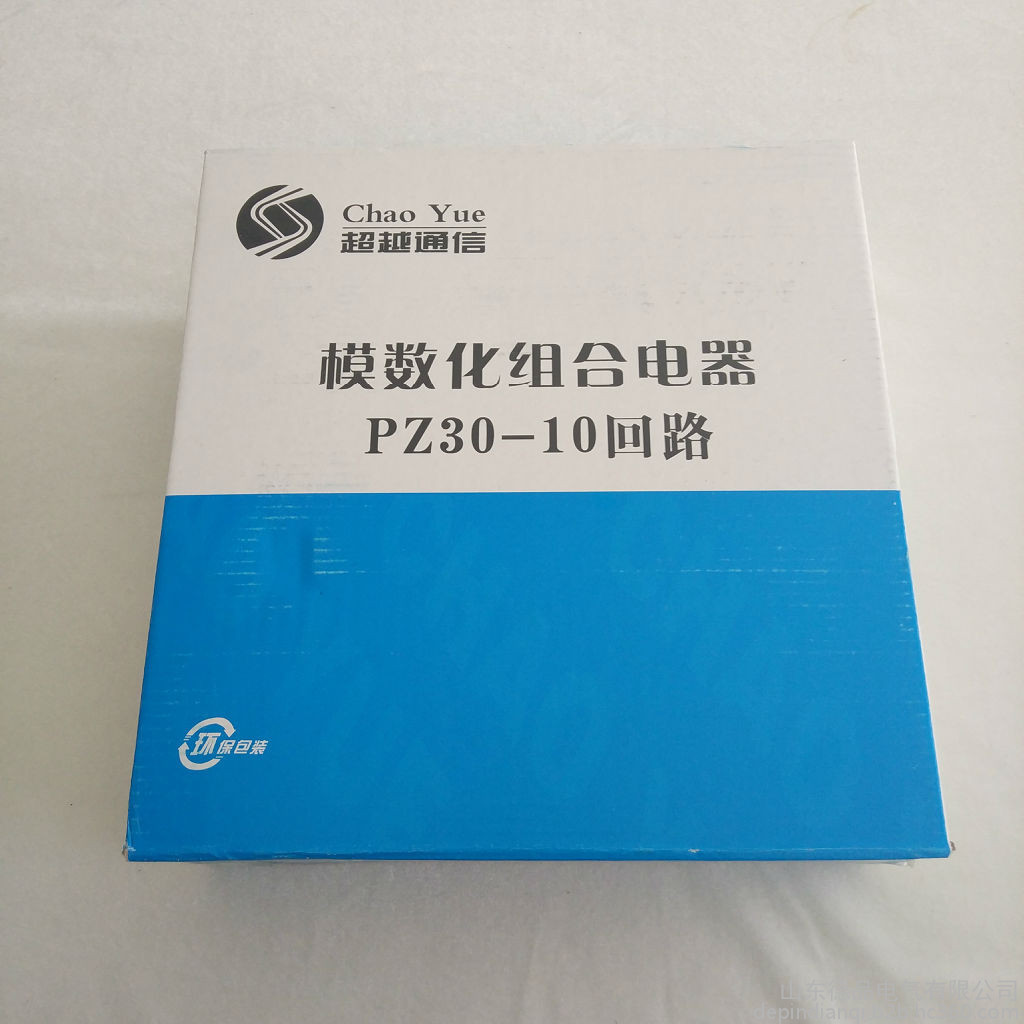 Chao Yue
超越通信
模数化组合电器
PZ30-10回路
环保包装